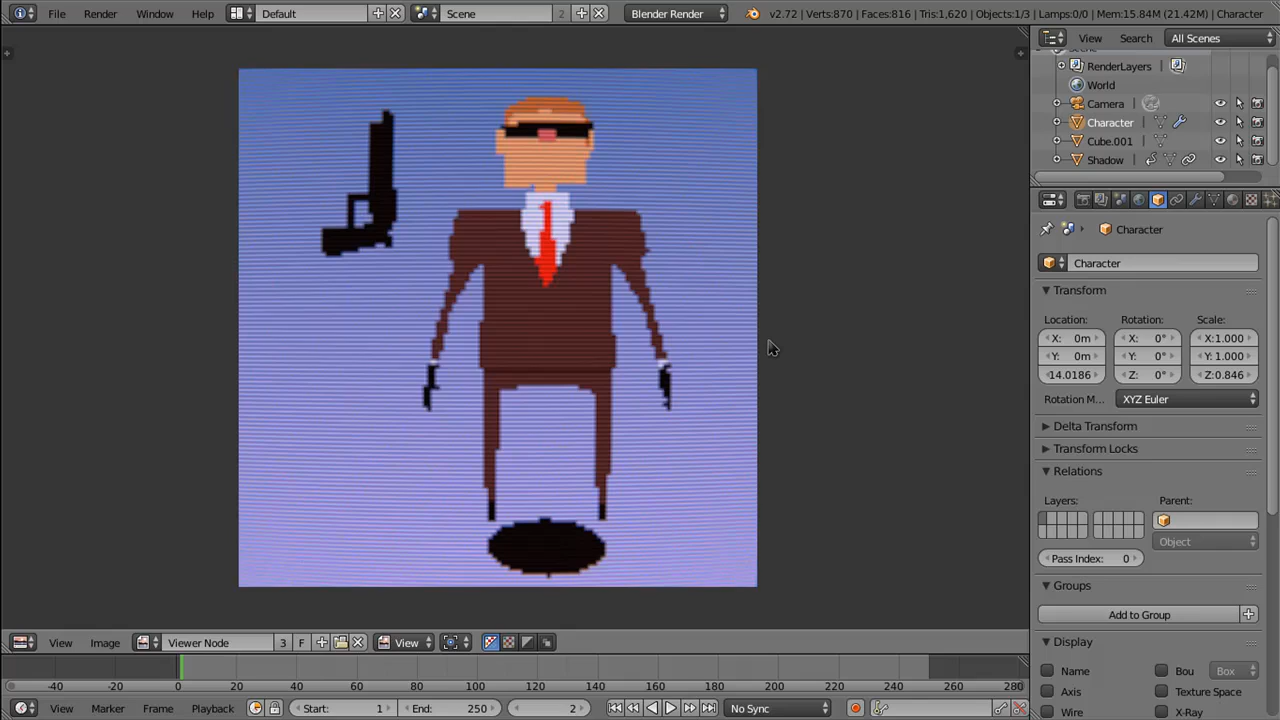 File Render Window Help Default Scene 2 Blender Render v2.72 | Verts:870 | Faces:816 | Tris:1,620 | Objects:1/3 | Lamps:0/0 | Mem:15.84M (21.42M) | Character
View Search All Scenes
RenderLayers
World
Camera
Character
Cube.001
Shadow
Character
Character
Transform
Location: Rotation: Scale:
X: 0m X: 0° X:1.000
Y: 0m Y: 0° Y:1.000
14.0186 Z: 0° Z:0.846
Rotation M... XYZ Euler
Delta Transform
Transform Locks
Relations
Layers: Parent:
Object
Pass Index: 0
Groups
Add to Group
Display
Name Bou Box
Axis Texture Space
Wire X-Ray
View Image Viewer Node 3 F View
-40 -20 0 20 40 60 80 100 120 140 160 180 200 220 240 260 280
View Marker Frame Playback Start: 1 End: 250 2 No Sync